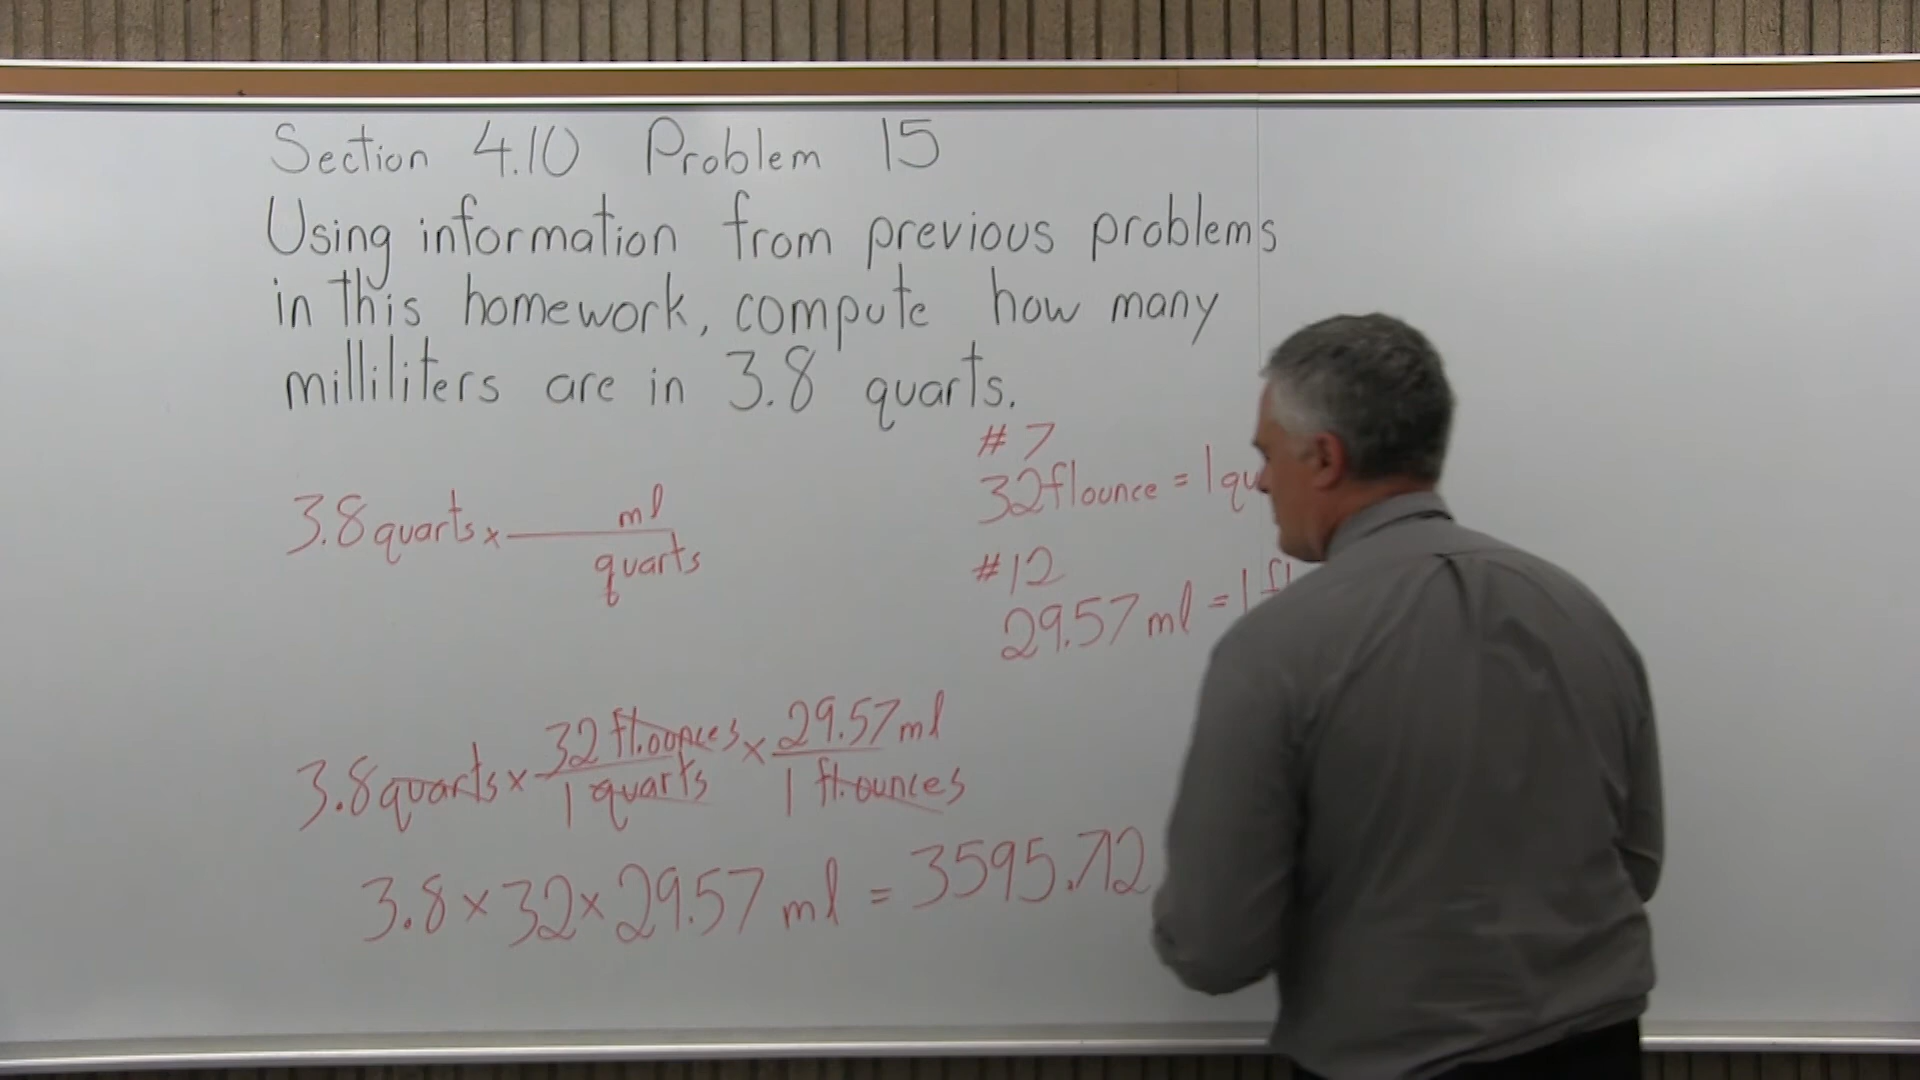 Section 4.10 Problem 15
Using information from previous problems
in this homework, compute how many
milliliters are in 3.8 quarts.
#7
32 fl ounce = 1 qu
3.8 quarts × ml
quarts
#12
29.57 ml = 1 fl
3.8 quarts × 32 fl. ounces × 29.57 ml
1 quarts 1 fl. ounces
3.8 × 32 × 29.57 ml = 3595.712